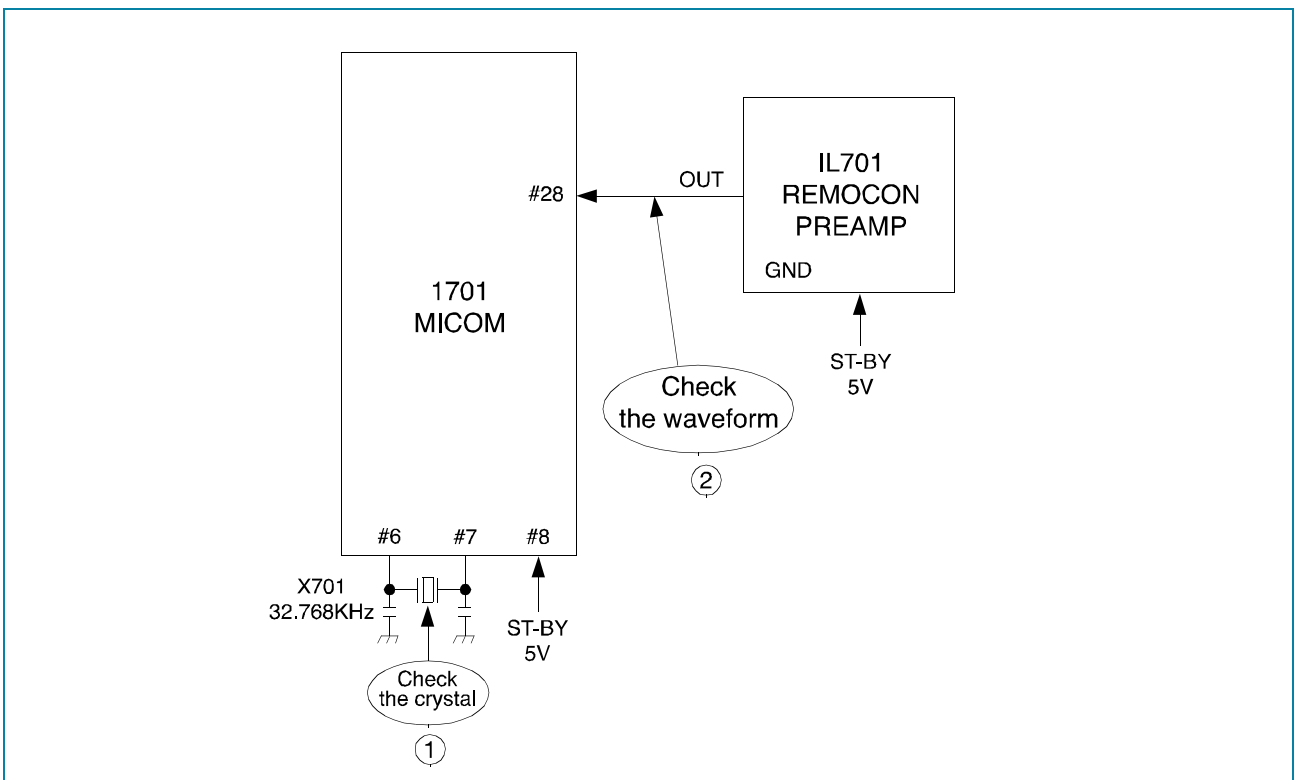 IL701
REMOCON
PREAMP
OUT
#28
GND
1701
MICOM
ST-BY
5V
Check
the waveform
2
#6
#7
#8
X701
32.768KHz
ST-BY
5V
Check
the crystal
1